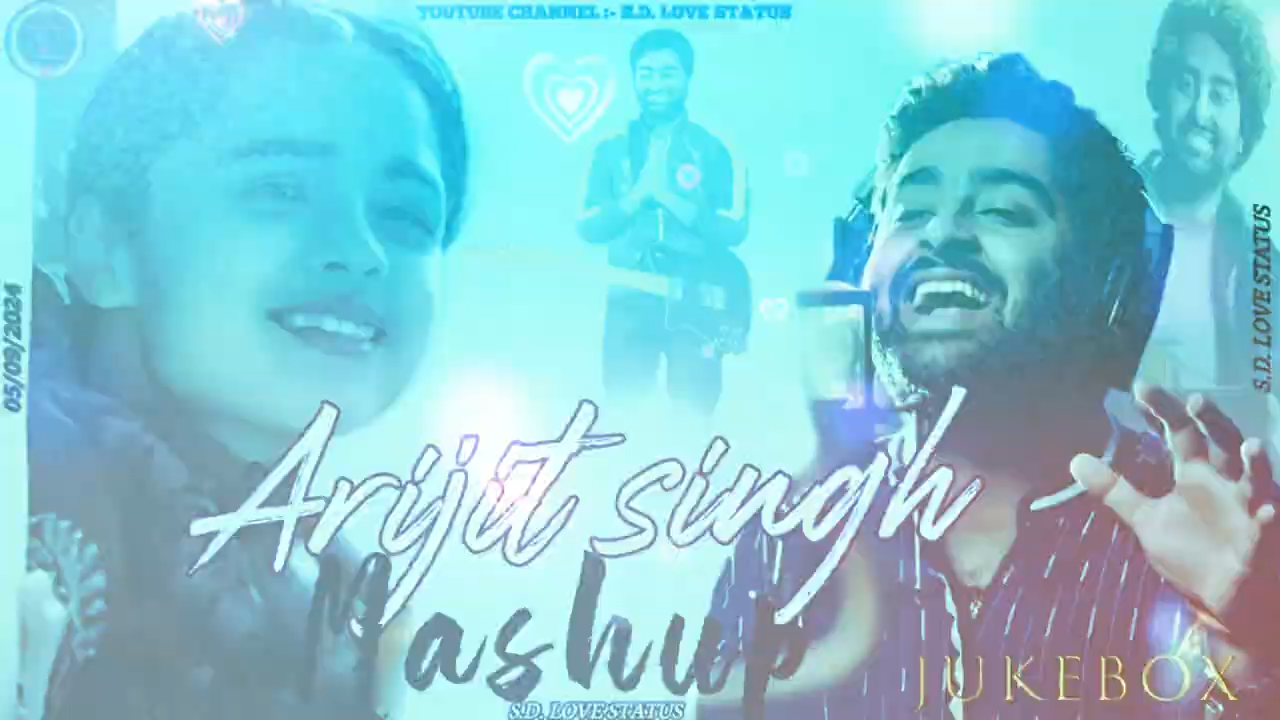 YOUTUBE CHANNEL :- S.D. LOVE STATUS
05/09/2024
S.D. LOVE STATUS
Arijit singh
Mashup
JUKEBOX
S.D. LOVE STATUS